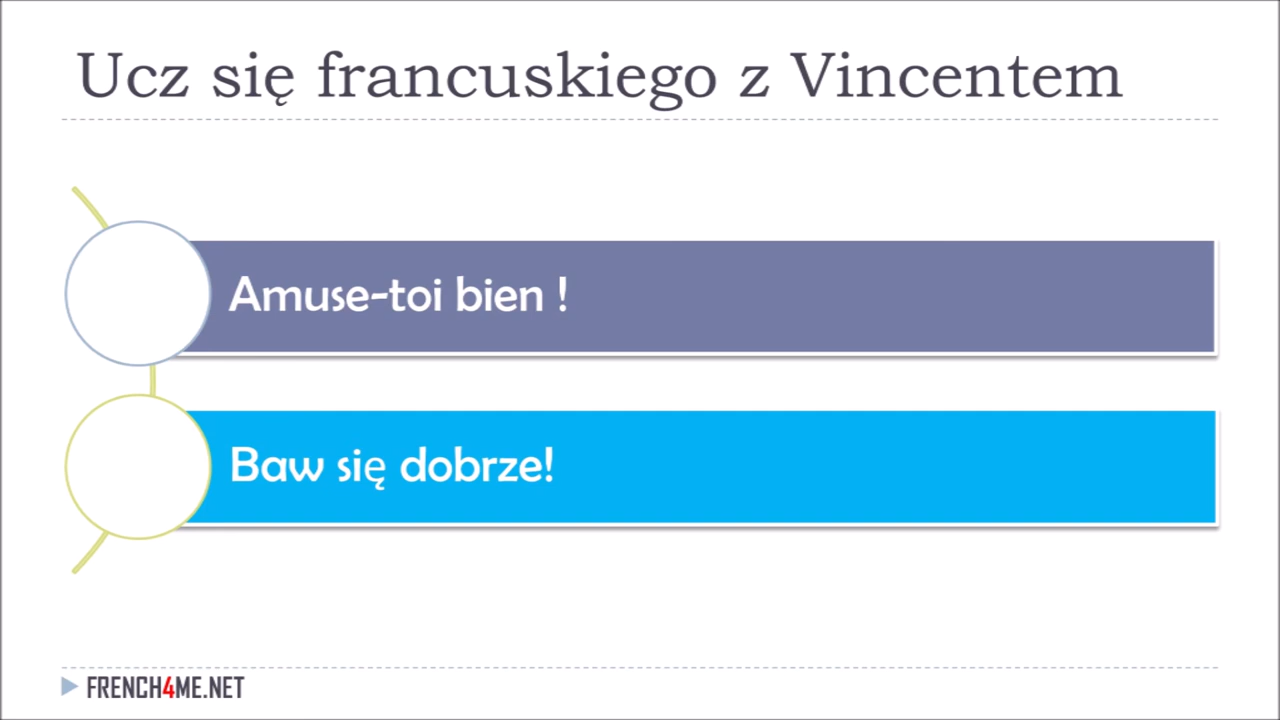 Ucz się francuskiego z Vincentem
Amuse-toi bien !
Baw się dobrze!
FRENCH4ME.NET